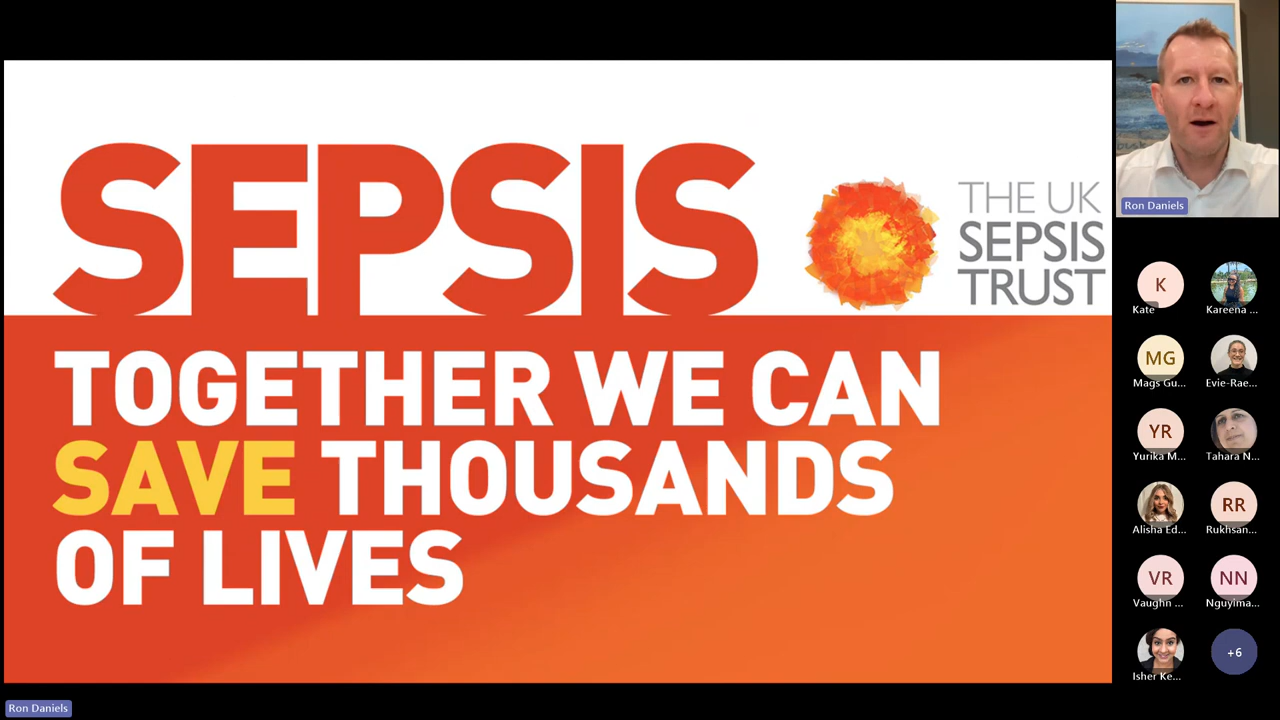 SEPSIS
THE UK
SEPSIS
TRUST
TOGETHER WE CAN
SAVE THOUSANDS
OF LIVES
Ron Daniels
Ron Daniels
K
Kate
Kareena ...
MG
Mags Gu...
Evie-Rae...
YR
Yurika M...
Tahara N...
Alisha Ed...
RR
Rukhsan...
VR
Vaughn ...
NN
Nguyima...
Isher Ke...
+6